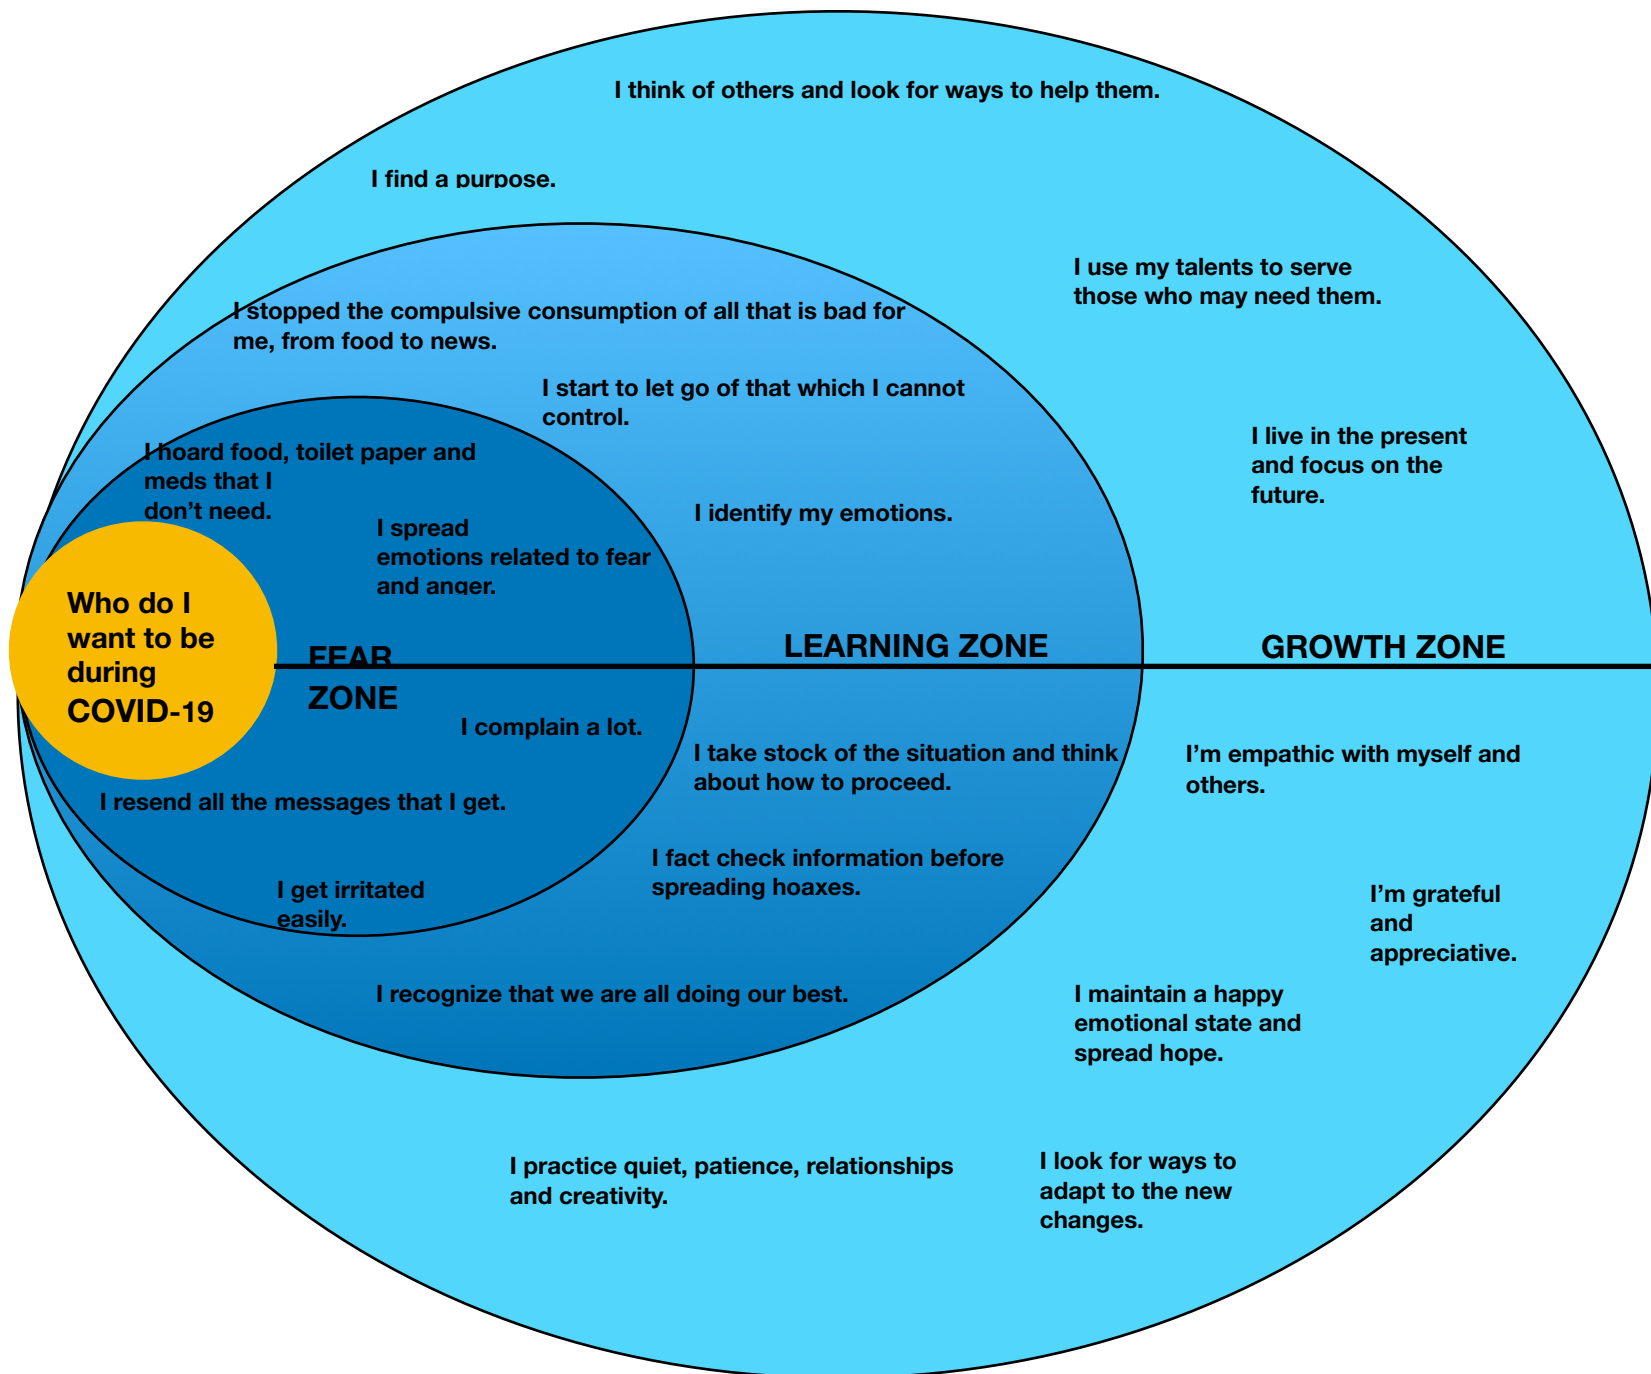 I think of others and look for ways to help them.
I find a purpose.
I use my talents to serve
those who may need them.
I stopped the compulsive consumption of all that is bad for
me, from food to news.
I start to let go of that which I cannot
control.
I live in the present
and focus on the
future.
I hoard food, toilet paper and
meds that I
don't need.
I identify my emotions.
I spread
emotions related to fear
and anger.
Who do I
want to be
during
COVID-19
FEAR
ZONE
LEARNING ZONE
GROWTH ZONE
I complain a lot.
I take stock of the situation and think
about how to proceed.
I'm empathic with myself and
others.
I resend all the messages that I get.
I fact check information before
spreading hoaxes.
I get irritated
easily.
I'm grateful
and
appreciative.
I recognize that we are all doing our best.
I maintain a happy
emotional state and
spread hope.
I practice quiet, patience, relationships
and creativity.
I look for ways to
adapt to the new
changes.